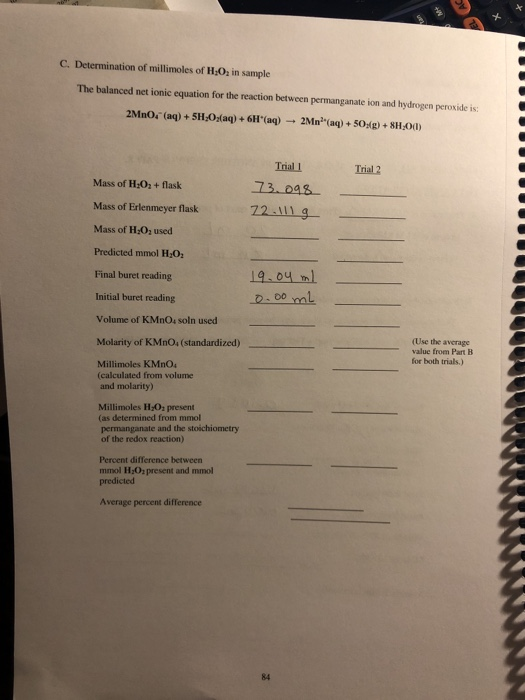 C. Determination of millimoles of H₂O₂ in sample
The balanced net ionic equation for the reaction between permanganate ion and hydrogen peroxide is:
2MnO₄⁻ (aq) + 5H₂O₂(aq) + 6H⁺(aq) → 2Mn²⁺(aq) + 5O₂(g) + 8H₂O(l)
Trial 1 Trial 2
Mass of H₂O₂ + flask 73.098
Mass of Erlenmeyer flask 72.111 g
Mass of H₂O₂ used
Predicted mmol H₂O₂
Final buret reading 19.04 ml
Initial buret reading 0.00 mL
Volume of KMnO₄ soln used
Molarity of KMnO₄ (standardized) (Use the average
value from Part B
for both trials.)
Millimoles KMnO₄
(calculated from volume
and molarity)
Millimoles H₂O₂ present
(as determined from mmol
permanganate and the stoichiometry
of the redox reaction)
Percent difference between
mmol H₂O₂ present and mmol
predicted
Average percent difference
84